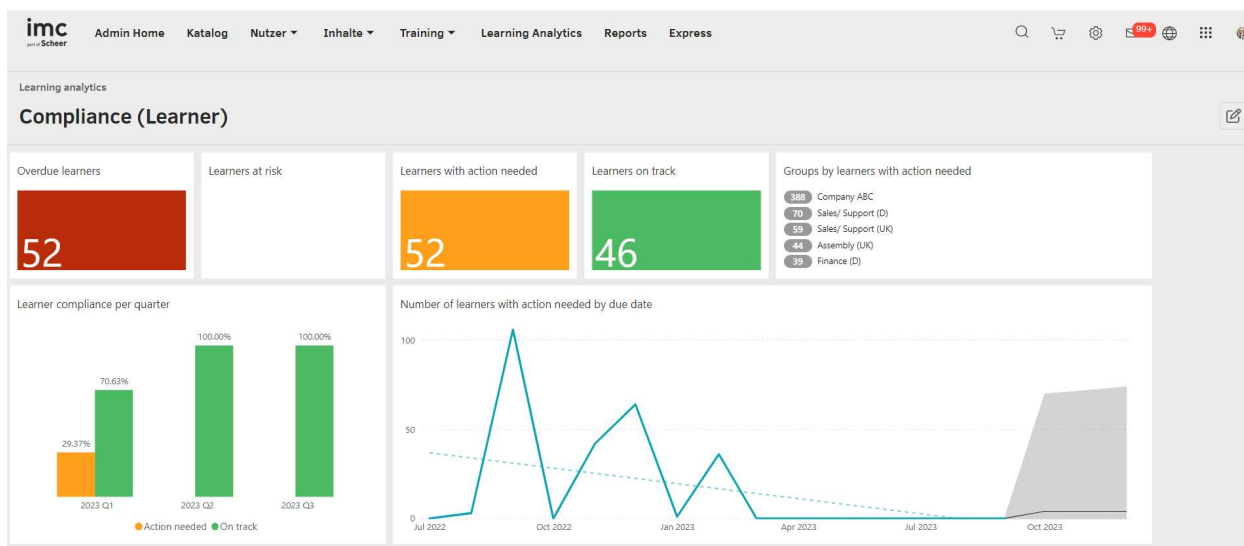 imc
part of Scheer
Admin Home Katalog Nutzer Inhalte Training Learning Analytics Reports Express
99+
Learning analytics
Compliance (Learner)
Overdue learners
52
Learners at risk
Learners with action needed
52
Learners on track
46
Groups by learners with action needed
388 Company ABC
70 Sales/ Support (D)
59 Sales/ Support (UK)
44 Assembly (UK)
39 Finance (D)
Learner compliance per quarter
100.00% 100.00%
70.63%
29.37%
2023 Q1 2023 Q2 2023 Q3
Action needed On track
Number of learners with action needed by due date
100
50
0
Jul 2022 Oct 2022 Jan 2023 Apr 2023 Jul 2023 Oct 2023